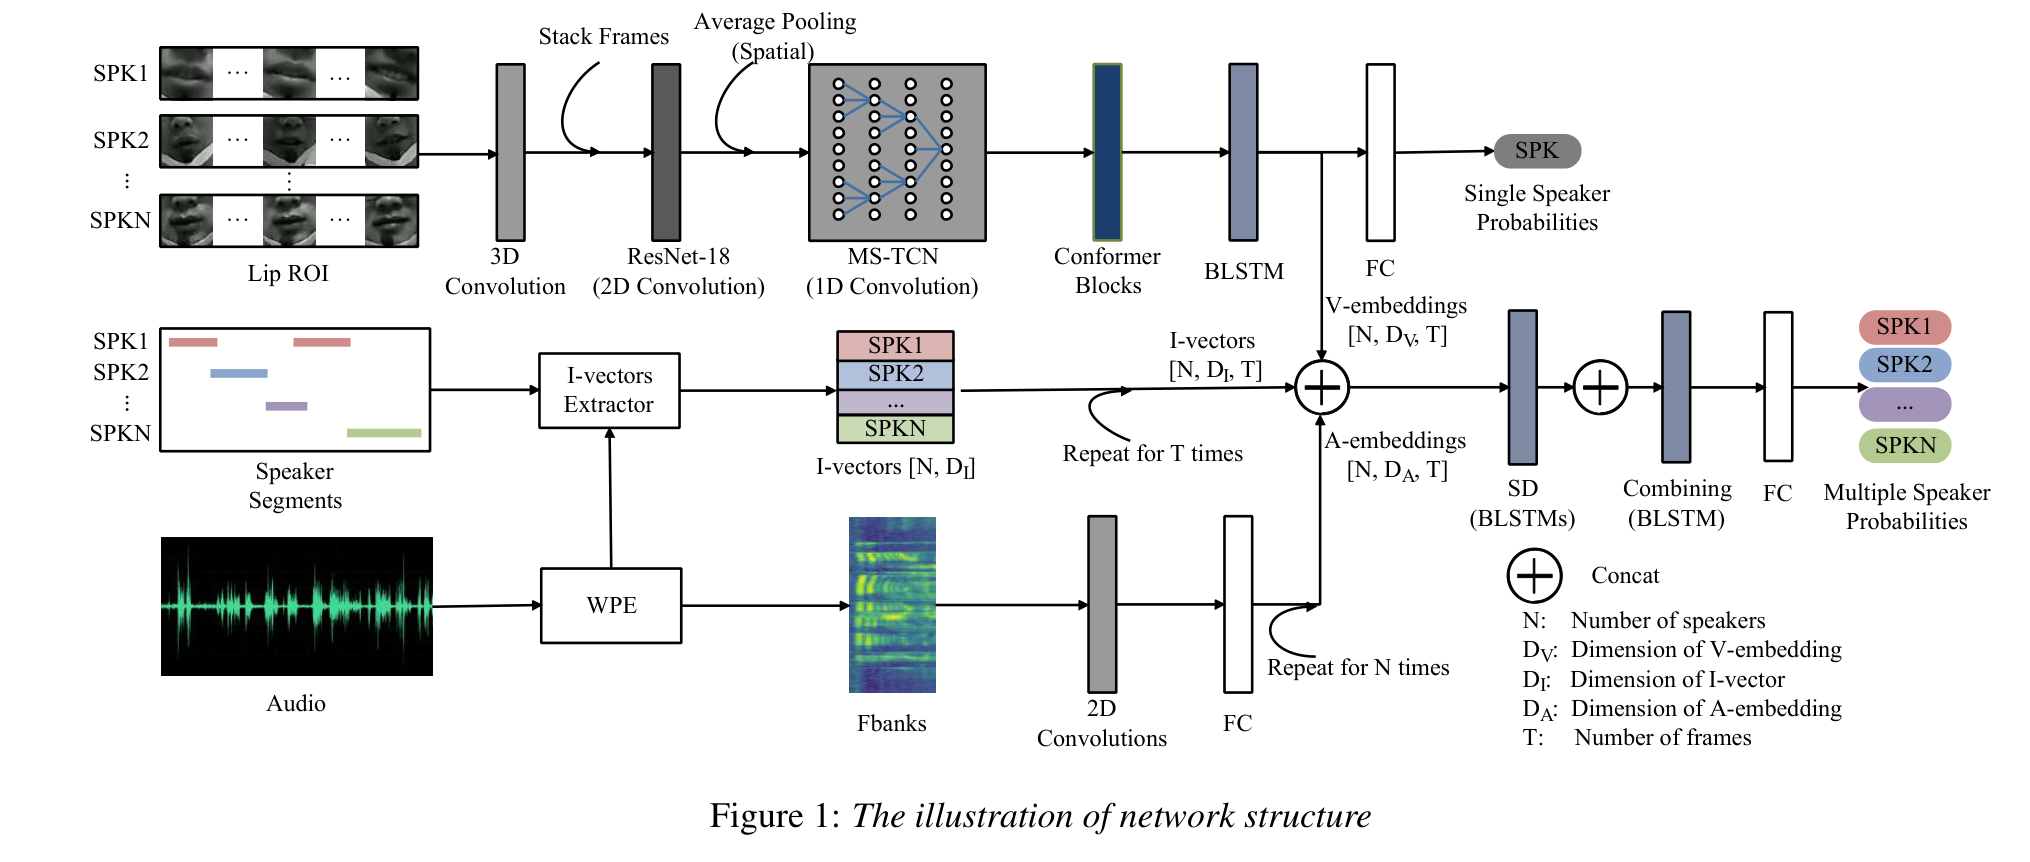 Stack Frames
Average Pooling
(Spatial)
SPK1
... ...
SPK2
... ...
⋮
SPKN
... ...
Lip ROI
3D
Convolution
ResNet-18
(2D Convolution)
MS-TCN
(1D Convolution)
Conformer
Blocks
BLSTM
FC
SPK
Single Speaker
Probabilities
V-embeddings
[N, D_V, T]
SPK1
SPK2
⋮
SPKN
Speaker
Segments
I-vectors
Extractor
SPK1
SPK2
...
SPKN
I-vectors [N, D_I]
I-vectors
[N, D_I, T]
Repeat for T times
A-embeddings
[N, D_A, T]
SD
(BLSTMs)
Combining
(BLSTM)
FC
SPK1
SPK2
...
SPKN
Multiple Speaker
Probabilities
Audio
WPE
Fbanks
2D
Convolutions
FC
Repeat for N times
Concat
N: Number of speakers
D_V: Dimension of V-embedding
D_I: Dimension of I-vector
D_A: Dimension of A-embedding
T: Number of frames
Figure 1: The illustration of network structure